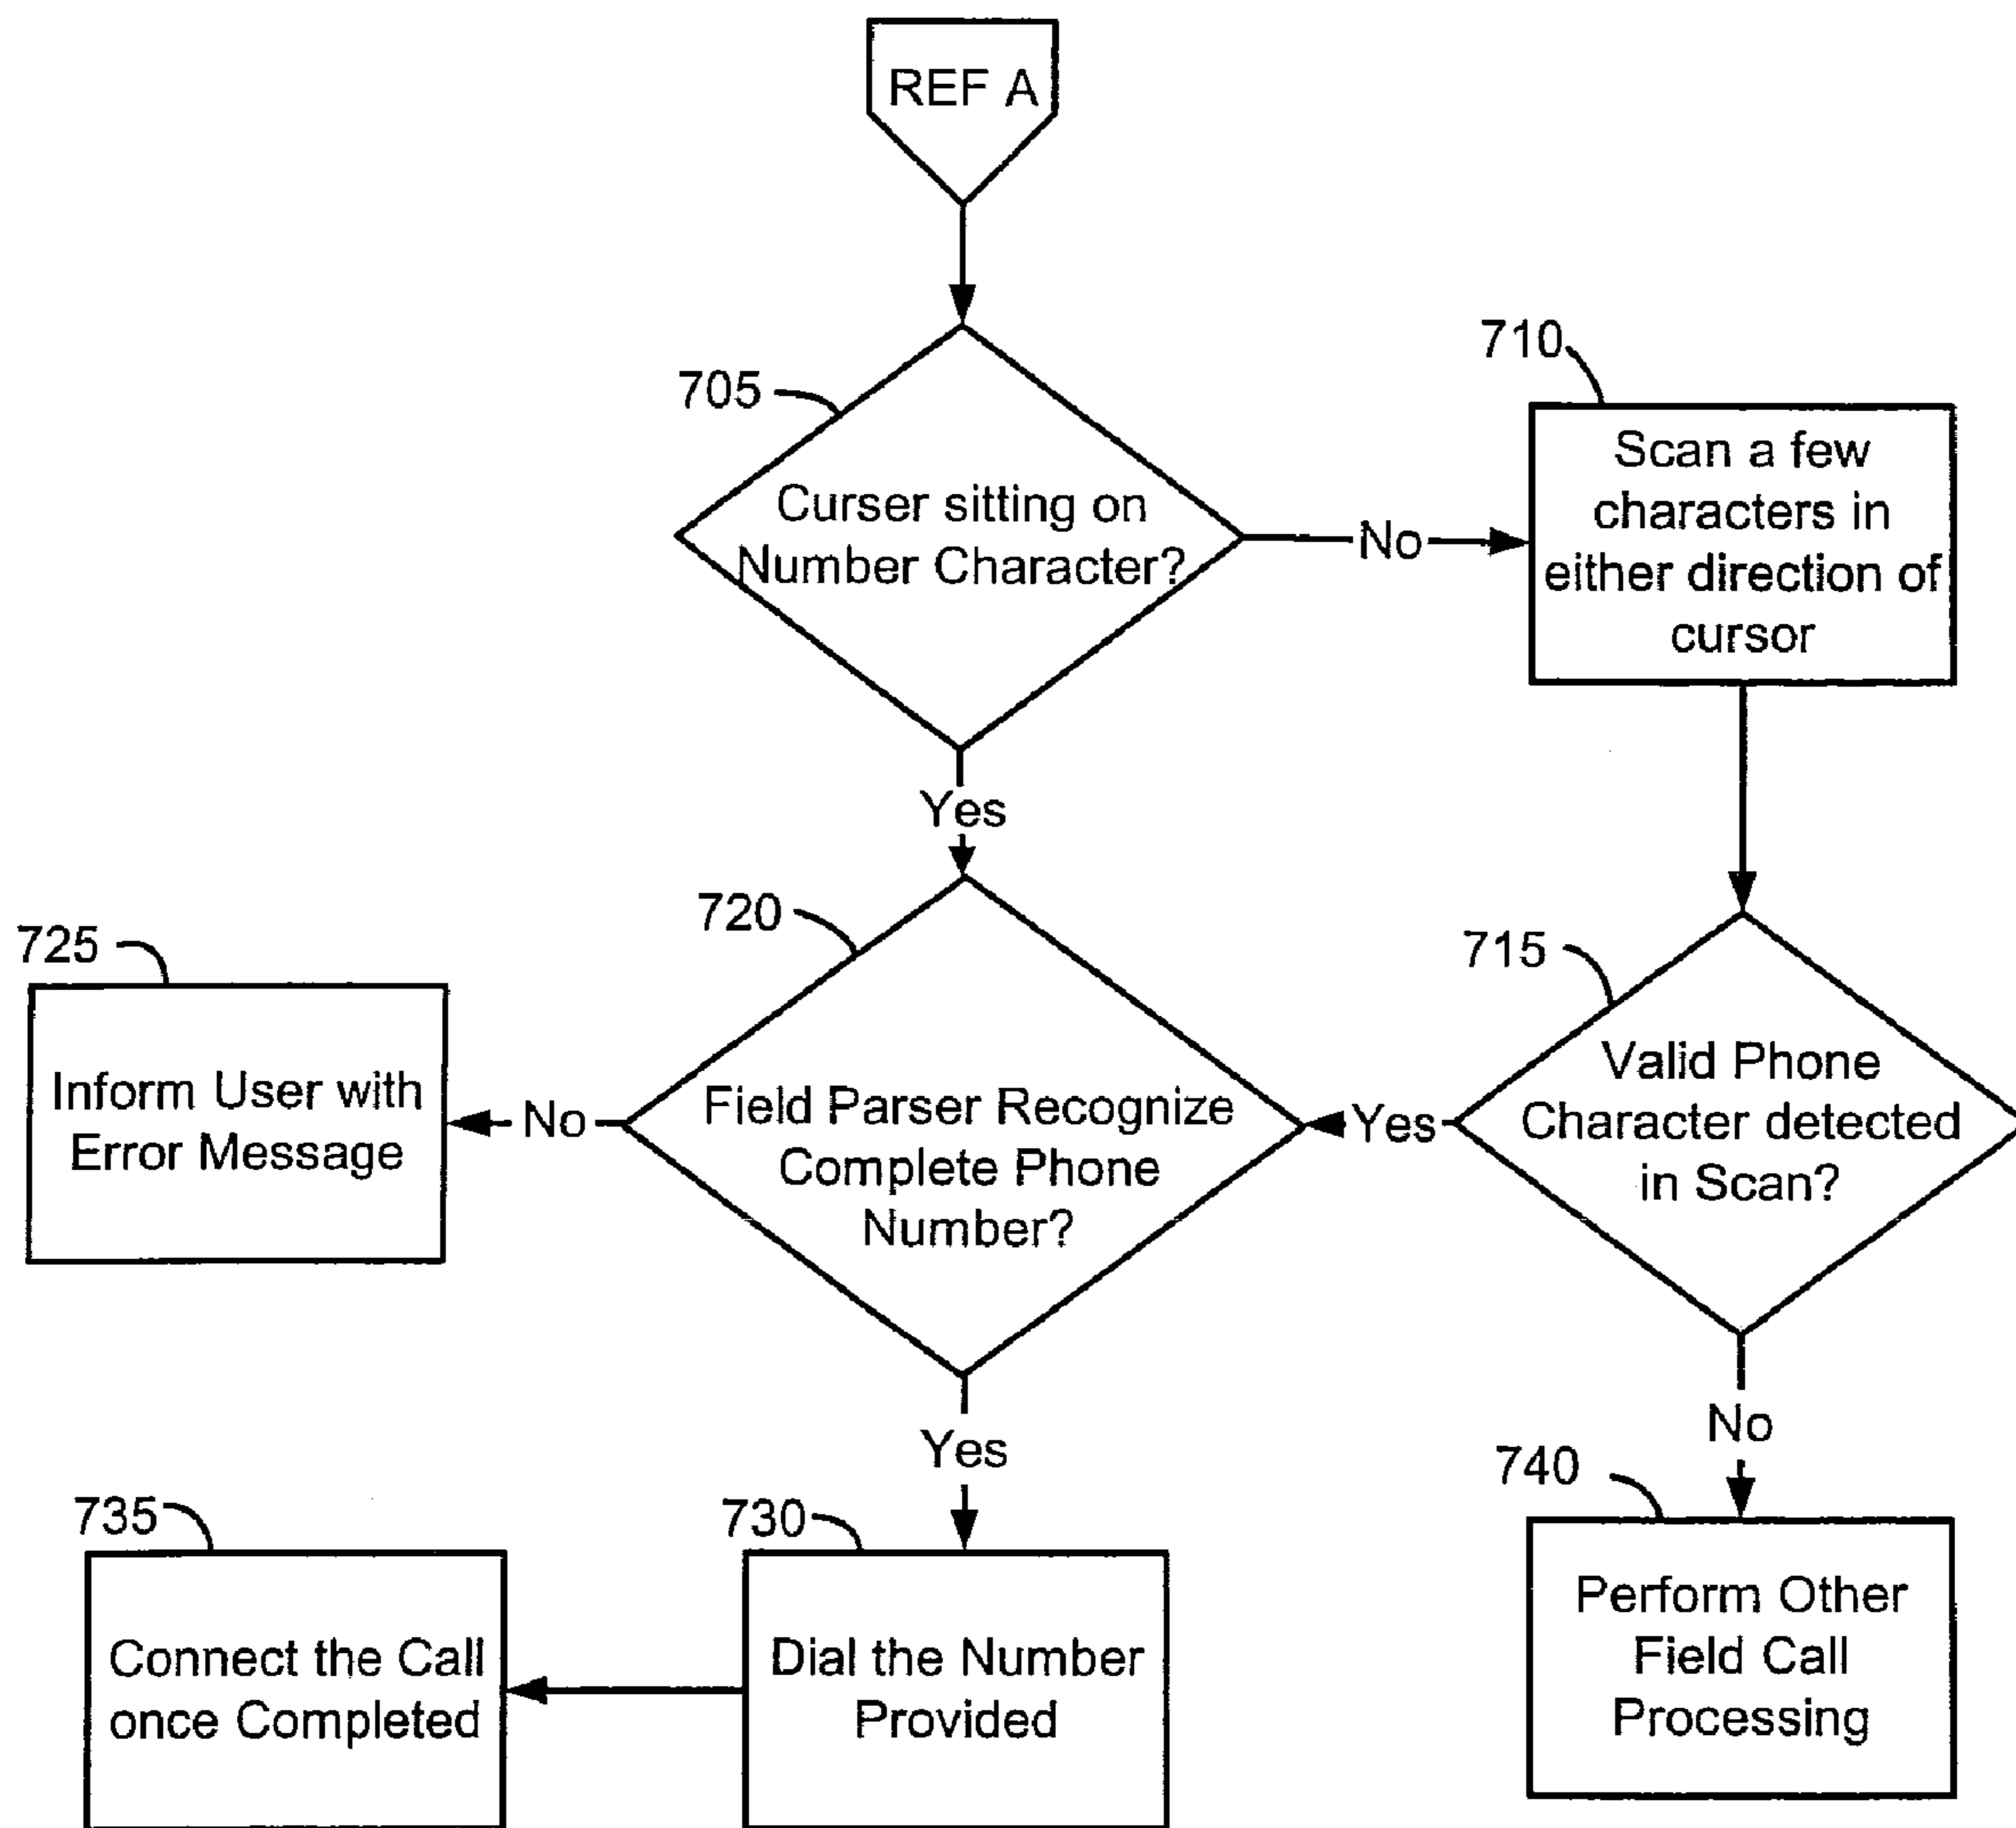 REF A
705
Curser sitting on
Number Character?
No
710
Scan a few
characters in
either direction of
cursor
Yes
720
Field Parser Recognize
Complete Phone
Number?
725
Inform User with
Error Message
No
Yes
715
Valid Phone
Character detected
in Scan?
Yes
No
730
Dial the Number
Provided
735
Connect the Call
once Completed
740
Perform Other
Field Call
Processing